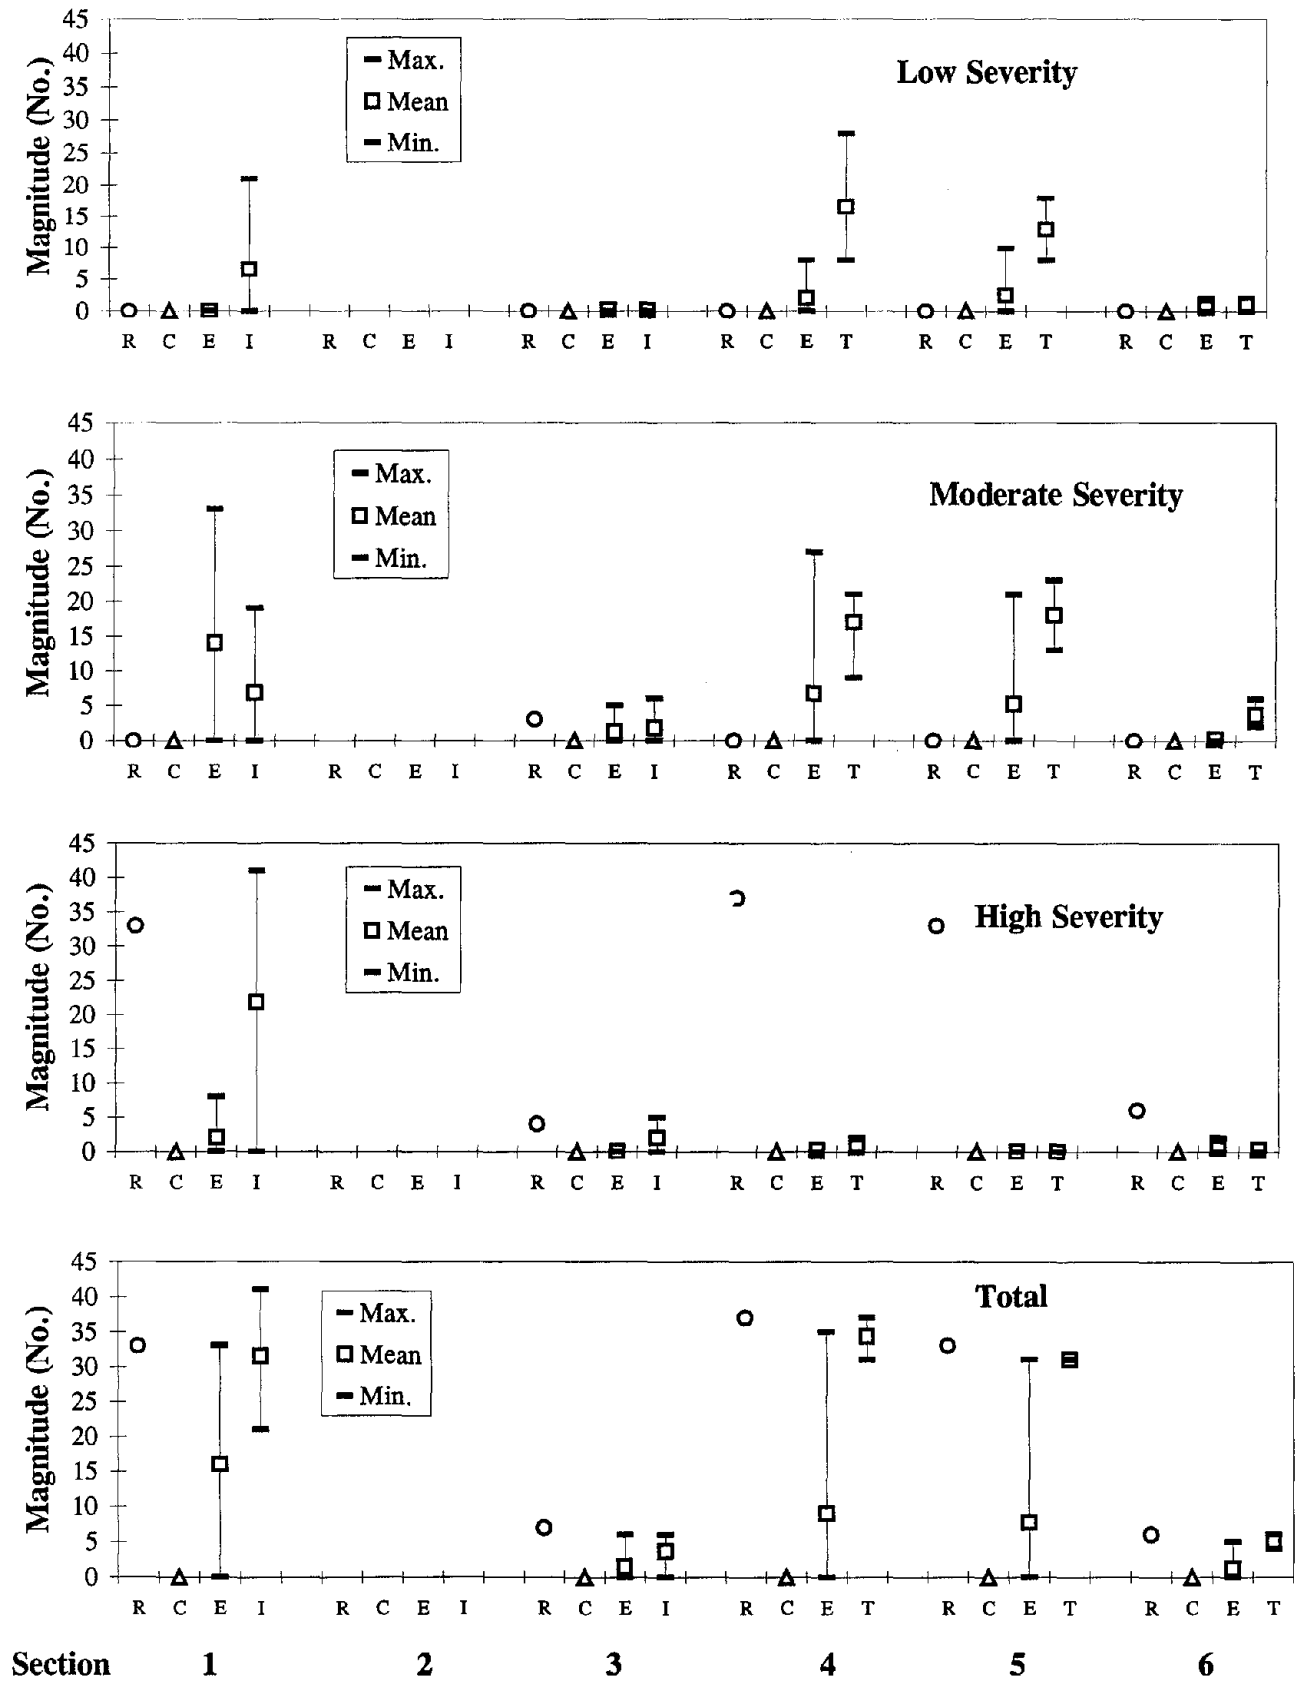 45
40
35
30
25
20
15
10
5
0
Magnitude (No.)
Max.
Mean
Min.
Low Severity
R C E I R C E I R C E I R C E T R C E T R C E T
45
40
35
30
25
20
15
10
5
0
Magnitude (No.)
Max.
Mean
Min.
Moderate Severity
R C E I R C E I R C E I R C E T R C E T R C E T
45
40
35
30
25
20
15
10
5
0
Magnitude (No.)
Max.
Mean
Min.
High Severity
R C E I R C E I R C E I R C E T R C E T R C E T
45
40
35
30
25
20
15
10
5
0
Magnitude (No.)
Max.
Mean
Min.
Total
R C E I R C E I R C E I R C E T R C E T R C E T
Section 1 2 3 4 5 6